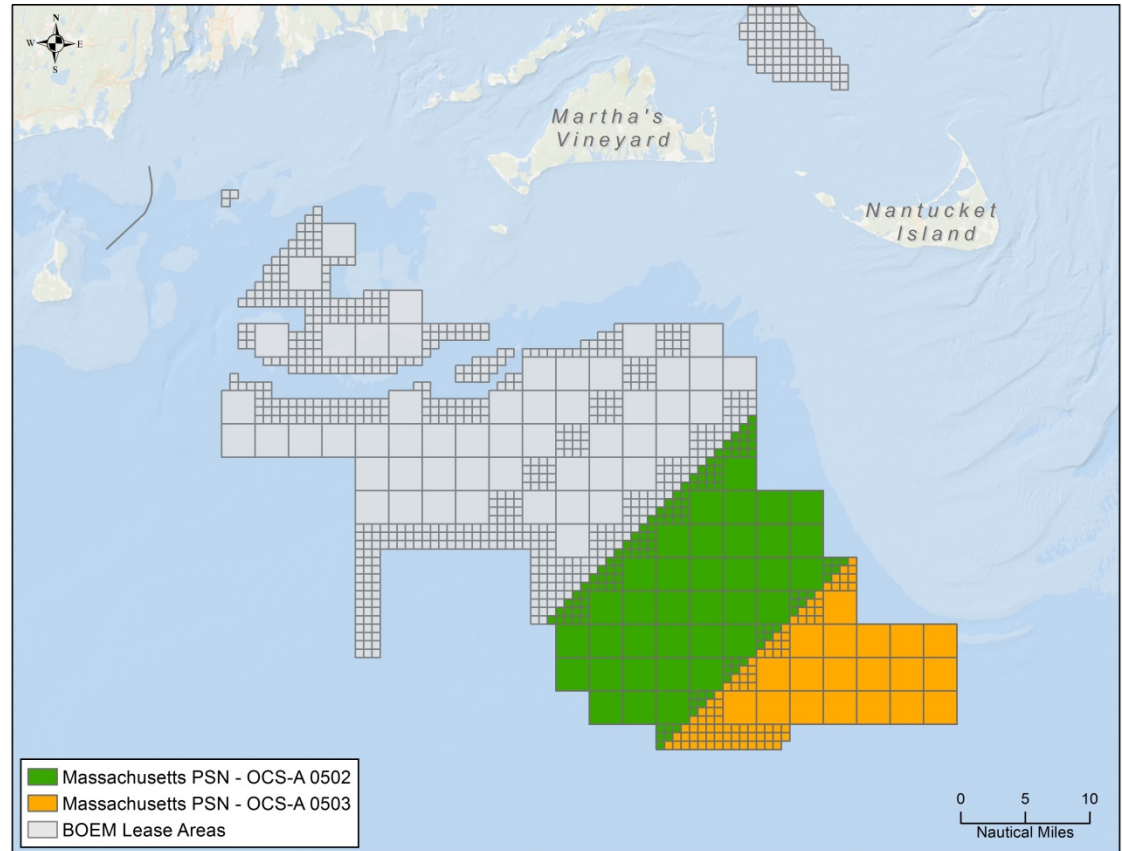 N
W E
S
Martha's
Vineyard
Nantucket
Island
Massachusetts PSN - OCS-A 0502
Massachusetts PSN - OCS-A 0503
BOEM Lease Areas
0 5 10
Nautical Miles